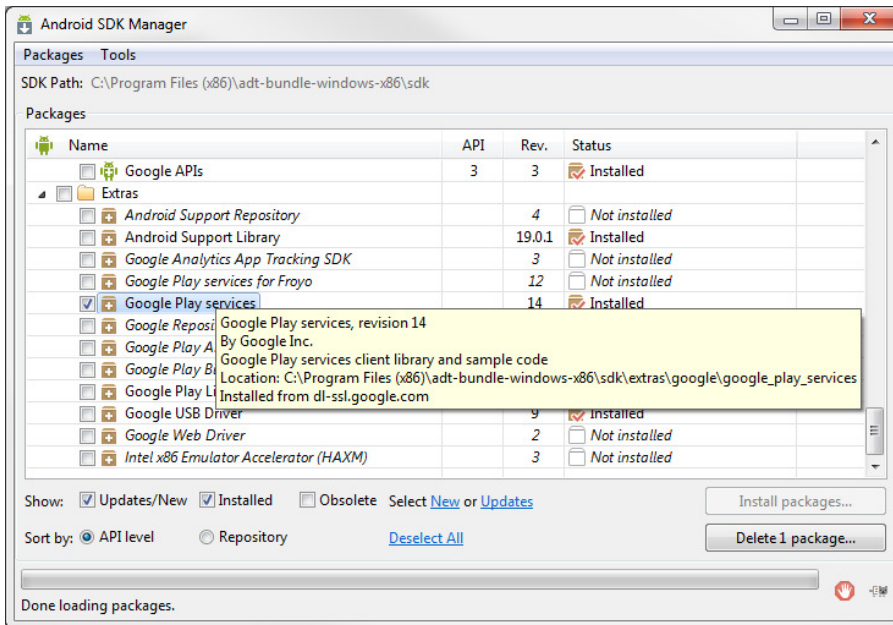 Android SDK Manager
Packages Tools
SDK Path: C:\Program Files (x86)\adt-bundle-windows-x86\sdk
Packages
Name API Rev. Status
Google APIs 3 3 Installed
Extras
Android Support Repository 4 Not installed
Android Support Library 19.0.1 Installed
Google Analytics App Tracking SDK 3 Not installed
Google Play services for Froyo 12 Not installed
Google Play services 14 Installed
Google Reposi
Google Play services, revision 14
By Google Inc.
Google Play A
Google Play services client library and sample code
Google Play B
Location: C:\Program Files (x86)\adt-bundle-windows-x86\sdk\extras\google\google_play_services
Google Play Li
Installed from dl-ssl.google.com
Google USB Driver 9 Installed
Google Web Driver 2 Not installed
Intel x86 Emulator Accelerator (HAXM) 3 Not installed
Show: Updates/New Installed Obsolete Select New or Updates Install packages...
Sort by: API level Repository Deselect All Delete 1 package...
Done loading packages.